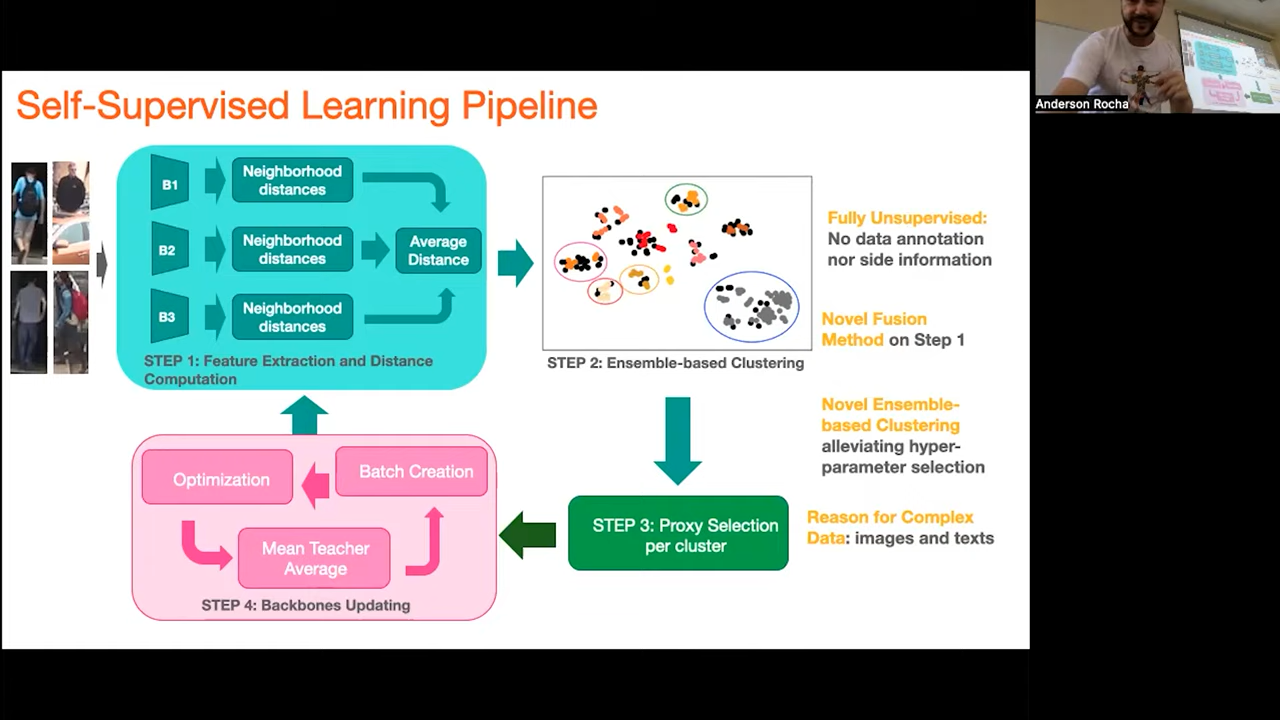 Self-Supervised Learning Pipeline
B1
Neighborhood
distances
B2
Neighborhood
distances
Average
Distance
B3
Neighborhood
distances
STEP 1: Feature Extraction and Distance
Computation
STEP 2: Ensemble-based Clustering
Fully Unsupervised:
No data annotation
nor side information
Novel Fusion
Method on Step 1
Novel Ensemble-
based Clustering
alleviating hyper-
parameter selection
Reason for Complex
Data: images and texts
STEP 3: Proxy Selection
per cluster
Optimization
Batch Creation
Mean Teacher
Average
STEP 4: Backbones Updating
Anderson Rocha